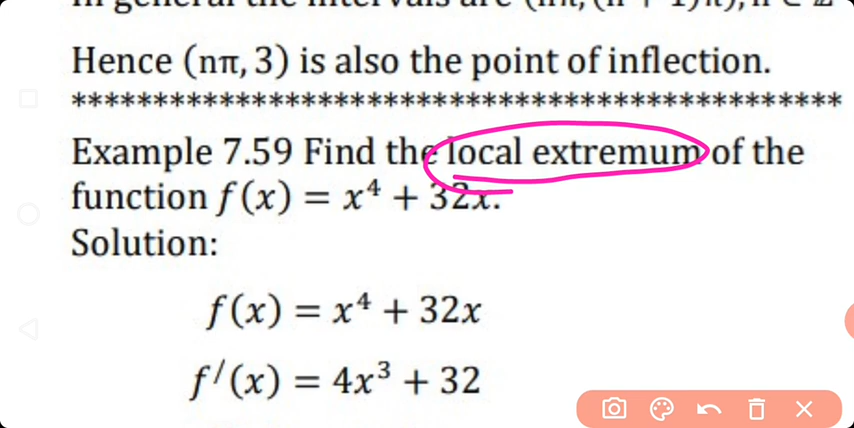 Hence (nπ, 3) is also the point of inflection.
***********************************************
Example 7.59 Find the local extremum of the
function f(x) = x⁴ + 32x.
Solution:
f(x) = x⁴ + 32x
f′(x) = 4x³ + 32